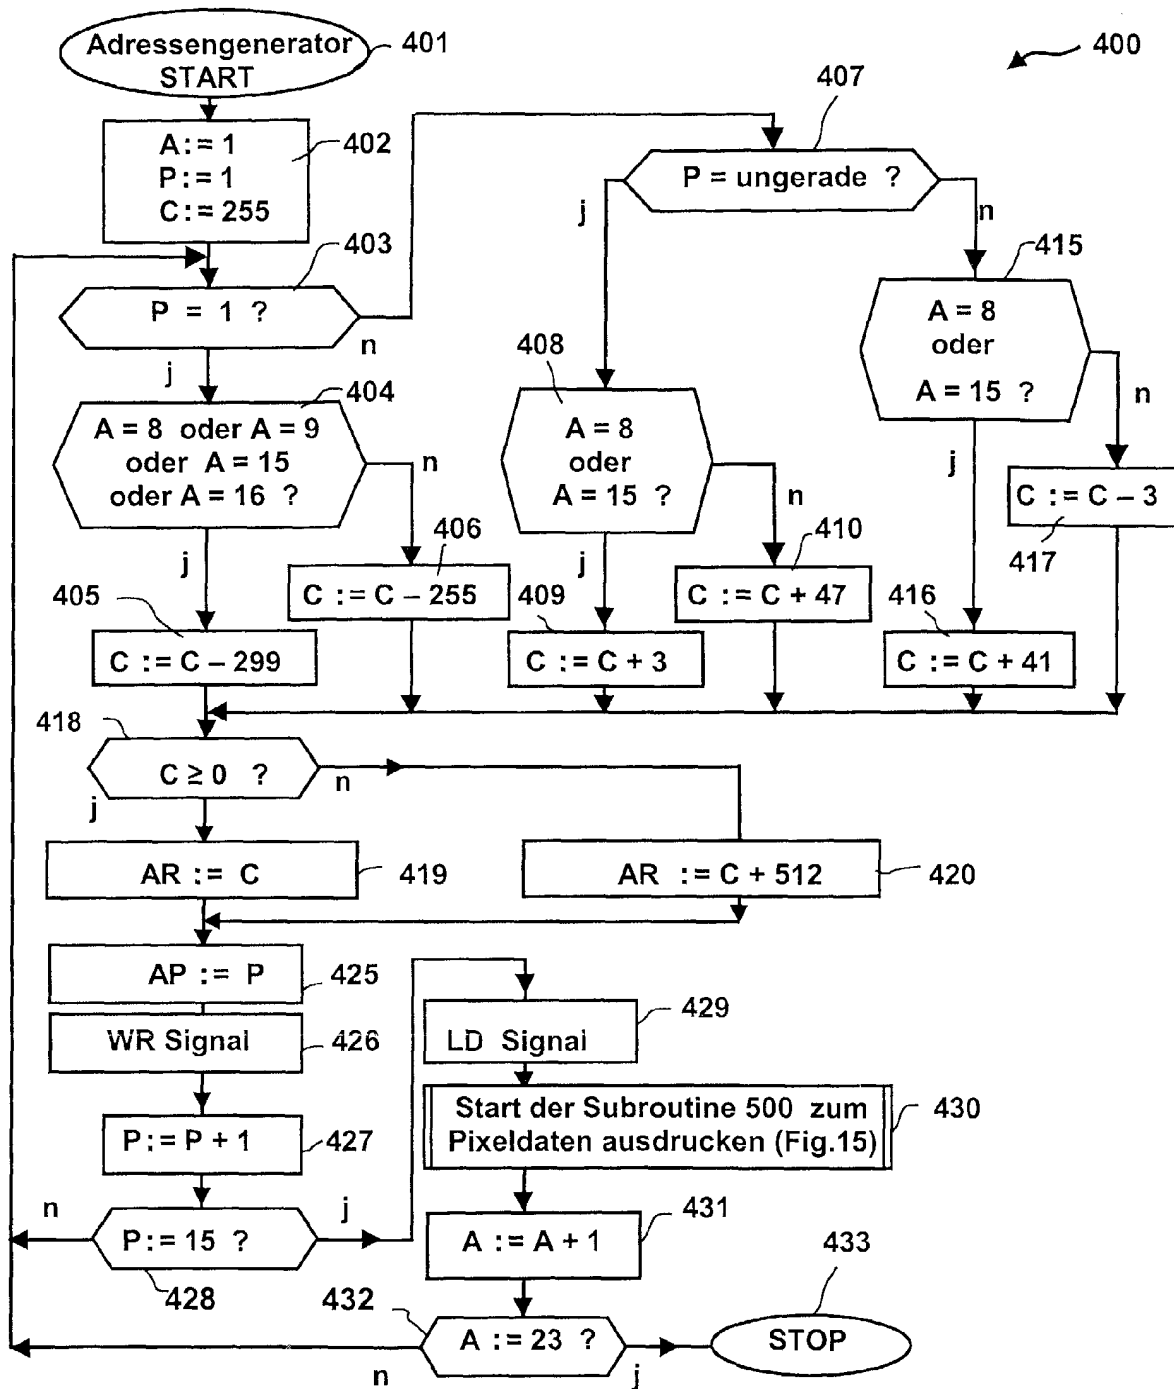 Adressengenerator
START
401
400
A := 1
P := 1
C := 255
402
407
P = ungerade ?
j
n
403
P = 1 ?
n
j
404
A = 8 oder A = 9
oder A = 15
oder A = 16 ?
n
j
408
A = 8
oder
A = 15 ?
n
j
415
A = 8
oder
A = 15 ?
n
j
C := C – 3
417
406
C := C – 255
410
C := C + 47
405
C := C – 299
409
C := C + 3
416
C := C + 41
418
C ≥ 0 ?
n
j
AR := C
419
AR := C + 512
420
AP := P
425
WR Signal
426
P := P + 1
427
n
P := 15 ?
j
428
LD Signal
429
Start der Subroutine 500 zum
Pixeldaten ausdrucken (Fig.15)
430
A := A + 1
431
432
A := 23 ?
n
j
433
STOP